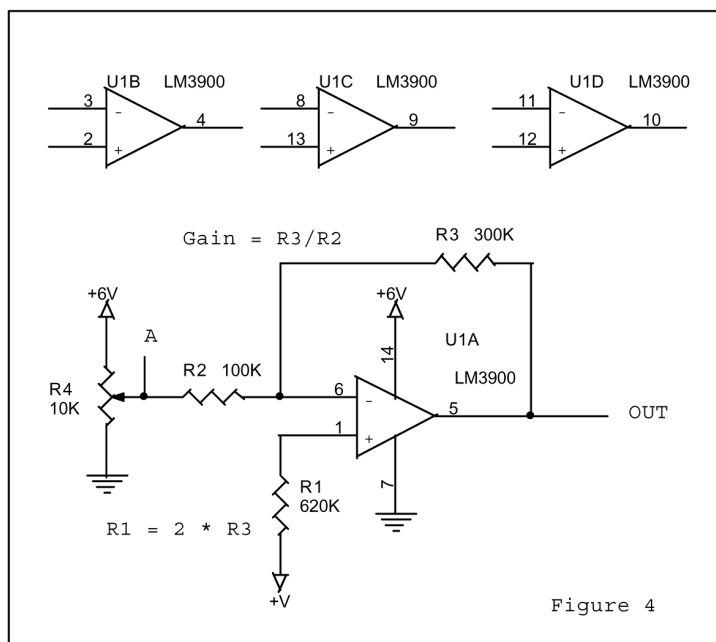 U1B LM3900
U1C LM3900
U1D LM3900
3
-
2
+
4
8
-
13
+
9
11
-
12
+
10
Gain = R3/R2
R3 300K
+6V
+6V
A
U1A
R2 100K
14
LM3900
R4
10K
6
-
5
OUT
1
+
R1
620K
7
R1 = 2 * R3
+V
Figure 4